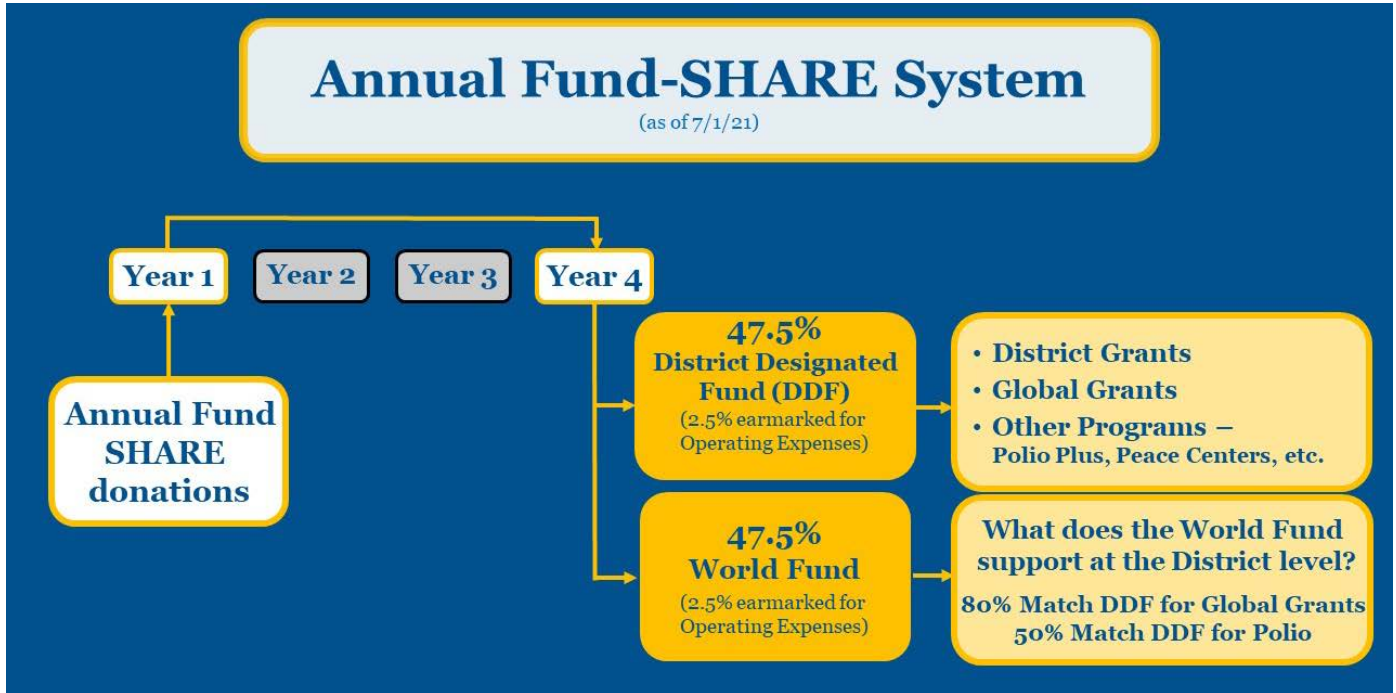 Annual Fund-SHARE System
(as of 7/1/21)
Year 1
Year 2
Year 3
Year 4
Annual Fund
SHARE
donations
47.5%
District Designated
Fund (DDF)
(2.5% earmarked for
Operating Expenses)
• District Grants
• Global Grants
• Other Programs –
Polio Plus, Peace Centers, etc.
47.5%
World Fund
(2.5% earmarked for
Operating Expenses)
What does the World Fund
support at the District level?
80% Match DDF for Global Grants
50% Match DDF for Polio